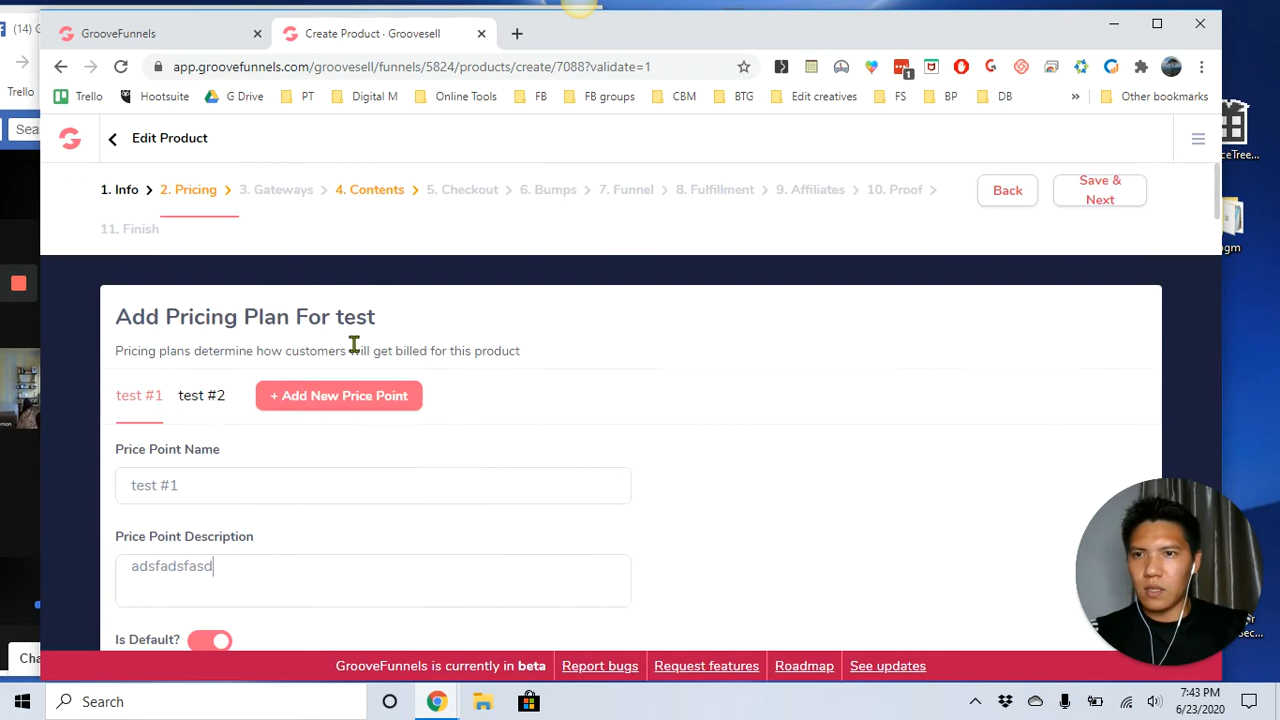 GrooveFunnels
Create Product · Groovesell
app.groovefunnels.com/groovesell/funnels/5824/products/create/7088?validate=1
1
(14)
Trello
Trello
Hootsuite
G Drive
PT
Digital M
Online Tools
FB
FB groups
CBM
BTG
Edit creatives
FS
BP
DB
»
Other bookmarks
Sea
Edit Product
1. Info
2. Pricing
3. Gateways
4. Contents
5. Checkout
6. Bumps
7. Funnel
8. Fulfillment
9. Affiliates
10. Proof
11. Finish
Back
Save &
Next
Add Pricing Plan For test
Pricing plans determine how customers will get billed for this product
test #1
test #2
+ Add New Price Point
Price Point Name
test #1
Price Point Description
adsfadsfasd
Is Default?
Cha
GrooveFunnels is currently in beta
Report bugs
Request features
Roadmap
See updates
Search
7:43 PM
6/23/2020